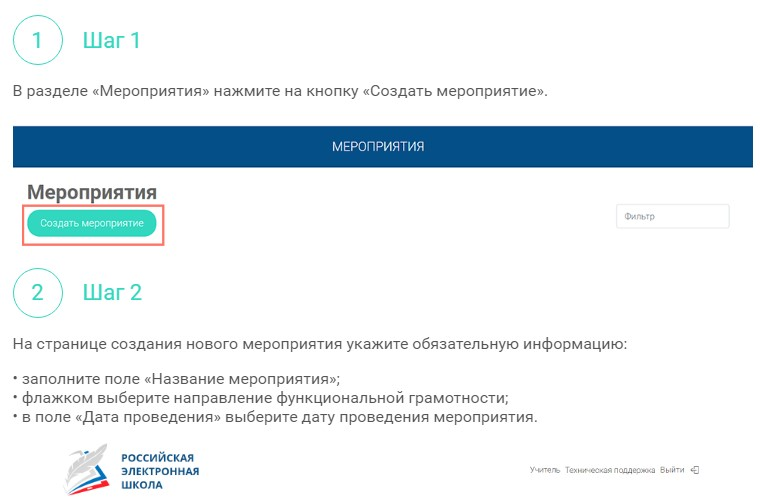 1 Шаг 1
В разделе «Мероприятия» нажмите на кнопку «Создать мероприятие».
МЕРОПРИЯТИЯ
Мероприятия
Создать мероприятие
Фильтр
2 Шаг 2
На странице создания нового мероприятия укажите обязательную информацию:
• заполните поле «Название мероприятия»;
• флажком выберите направление функциональной грамотности;
• в поле «Дата проведения» выберите дату проведения мероприятия.
РОССИЙСКАЯ
ЭЛЕКТРОННАЯ
ШКОЛА
Учитель Техническая поддержка Выйти